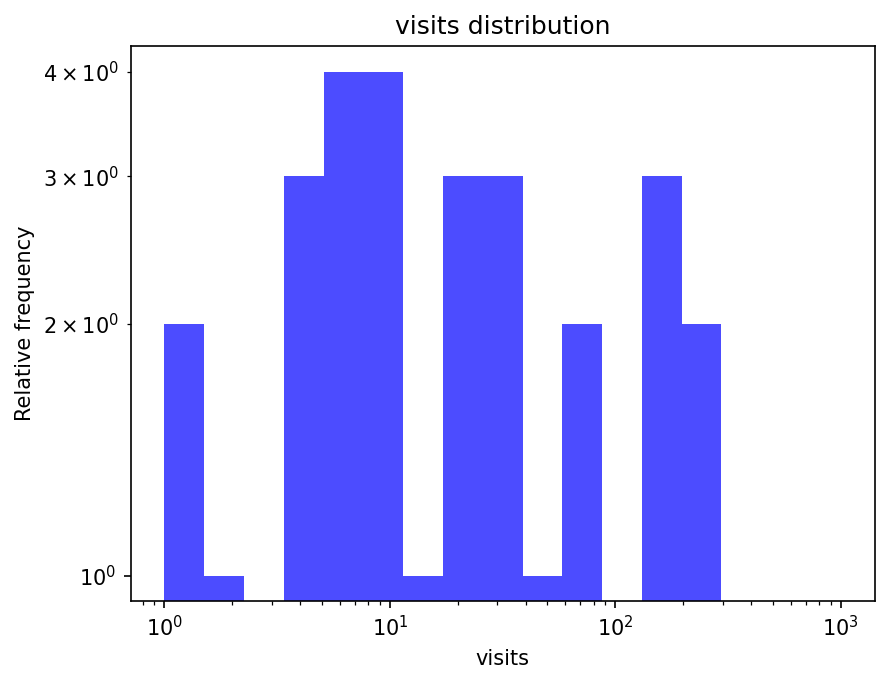 visits distribution
Relative frequency
4 × 10⁰
3 × 10⁰
2 × 10⁰
10⁰
10⁰ 10¹ 10² 10³
visits